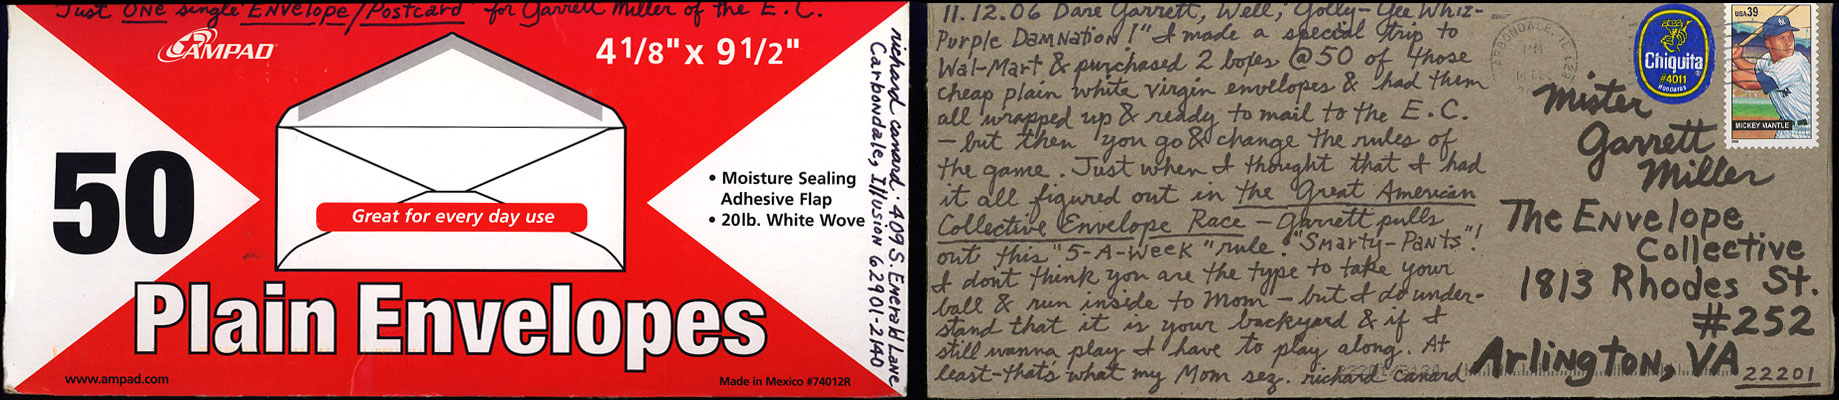 Just ONE single ENVElope/Postcard for Garrett Miller of the E.C.
AMPAD
4 1/8" x 9 1/2"
50
Great for every day use
• Moisture Sealing
Adhesive Flap
• 20lb. White Wove
Plain Envelopes
www.ampad.com
Made in Mexico #74012R
richard canard · 409 S. Emerald Lane
Carbondale, Illusion 62901-2140
11.12.06 Dare Garrett, Well, "Golly-Gee Whiz-
Purple DAMNation!" I made a special trip to
Wal-Mart & purchased 2 boxes @50 of those
cheap plain white virgin envelopes & had them
all wrapped up & ready to mail to the E.C.
– but then you go & change the rules of
the game. Just when I thought that I had
it all figured out in the Great American
Collective Envelope Race – Garrett pulls
out this "5-A-Week" rule. "Smarty-Pants"!
I dont think you are the type to take your
ball & run inside to Mom – but I do under-
stand that it is your backyard & if I
still wanna play I have to play along. At
least-thats what my Mom sez. richard canard
CARBONDALE, IL 629
PM
Chiquita
#4011
Honduras
USA 39
MICKEY MANTLE
Mister
Garrett
Miller
The ENvelope
Collective
1813 Rhodes St.
#252
Arlington, VA
22201